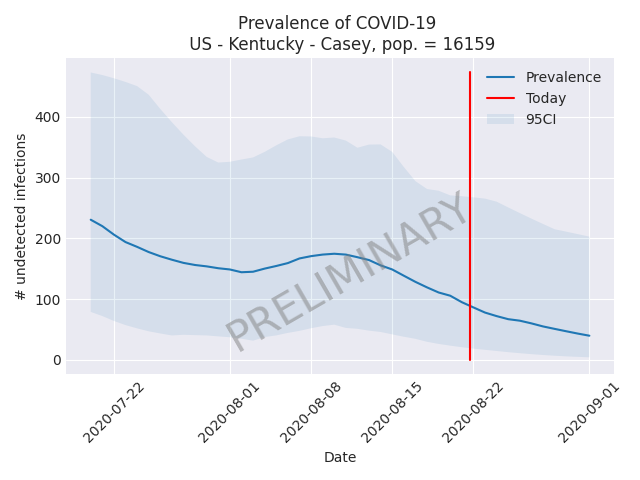 Prevalence of COVID-19
US - Kentucky - Casey, pop. = 16159
Prevalence
Today
95CI
# undetected infections
400
300
200
100
0
PRELIMINARY
2020-07-22
2020-08-01
2020-08-08
2020-08-15
2020-08-22
2020-09-01
Date